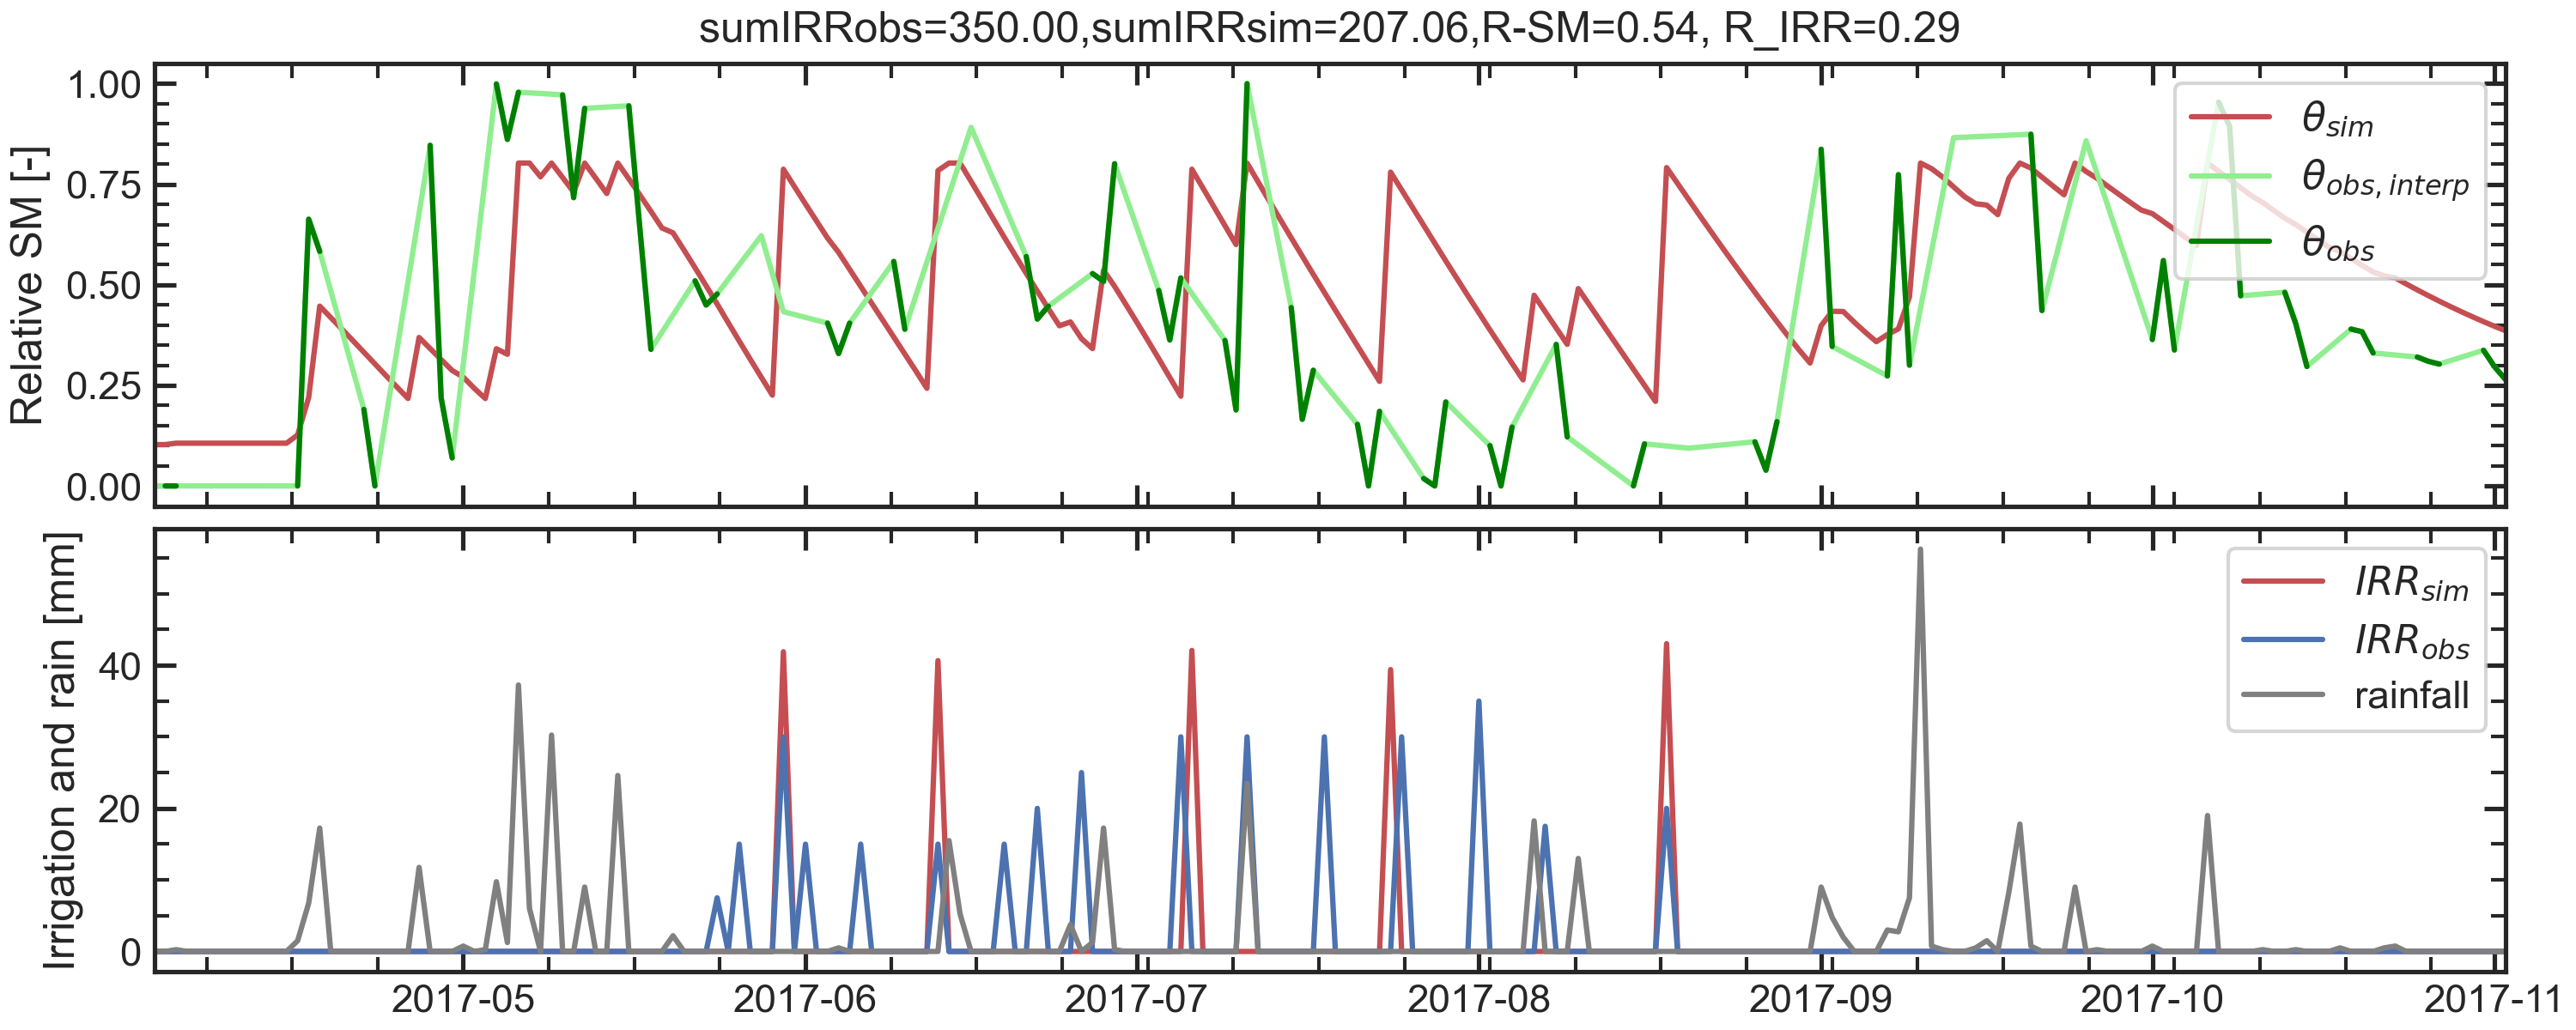 sumIRRobs=350.00,sumIRRsim=207.06,R-SM=0.54, R_IRR=0.29
Relative SM [-]
1.00
0.75
0.50
0.25
0.00
θsim
θobs, interp
θobs
Irrigation and rain [mm]
40
20
0
IRRsim
IRRobs
rainfall
2017-05
2017-06
2017-07
2017-08
2017-09
2017-10
2017-11